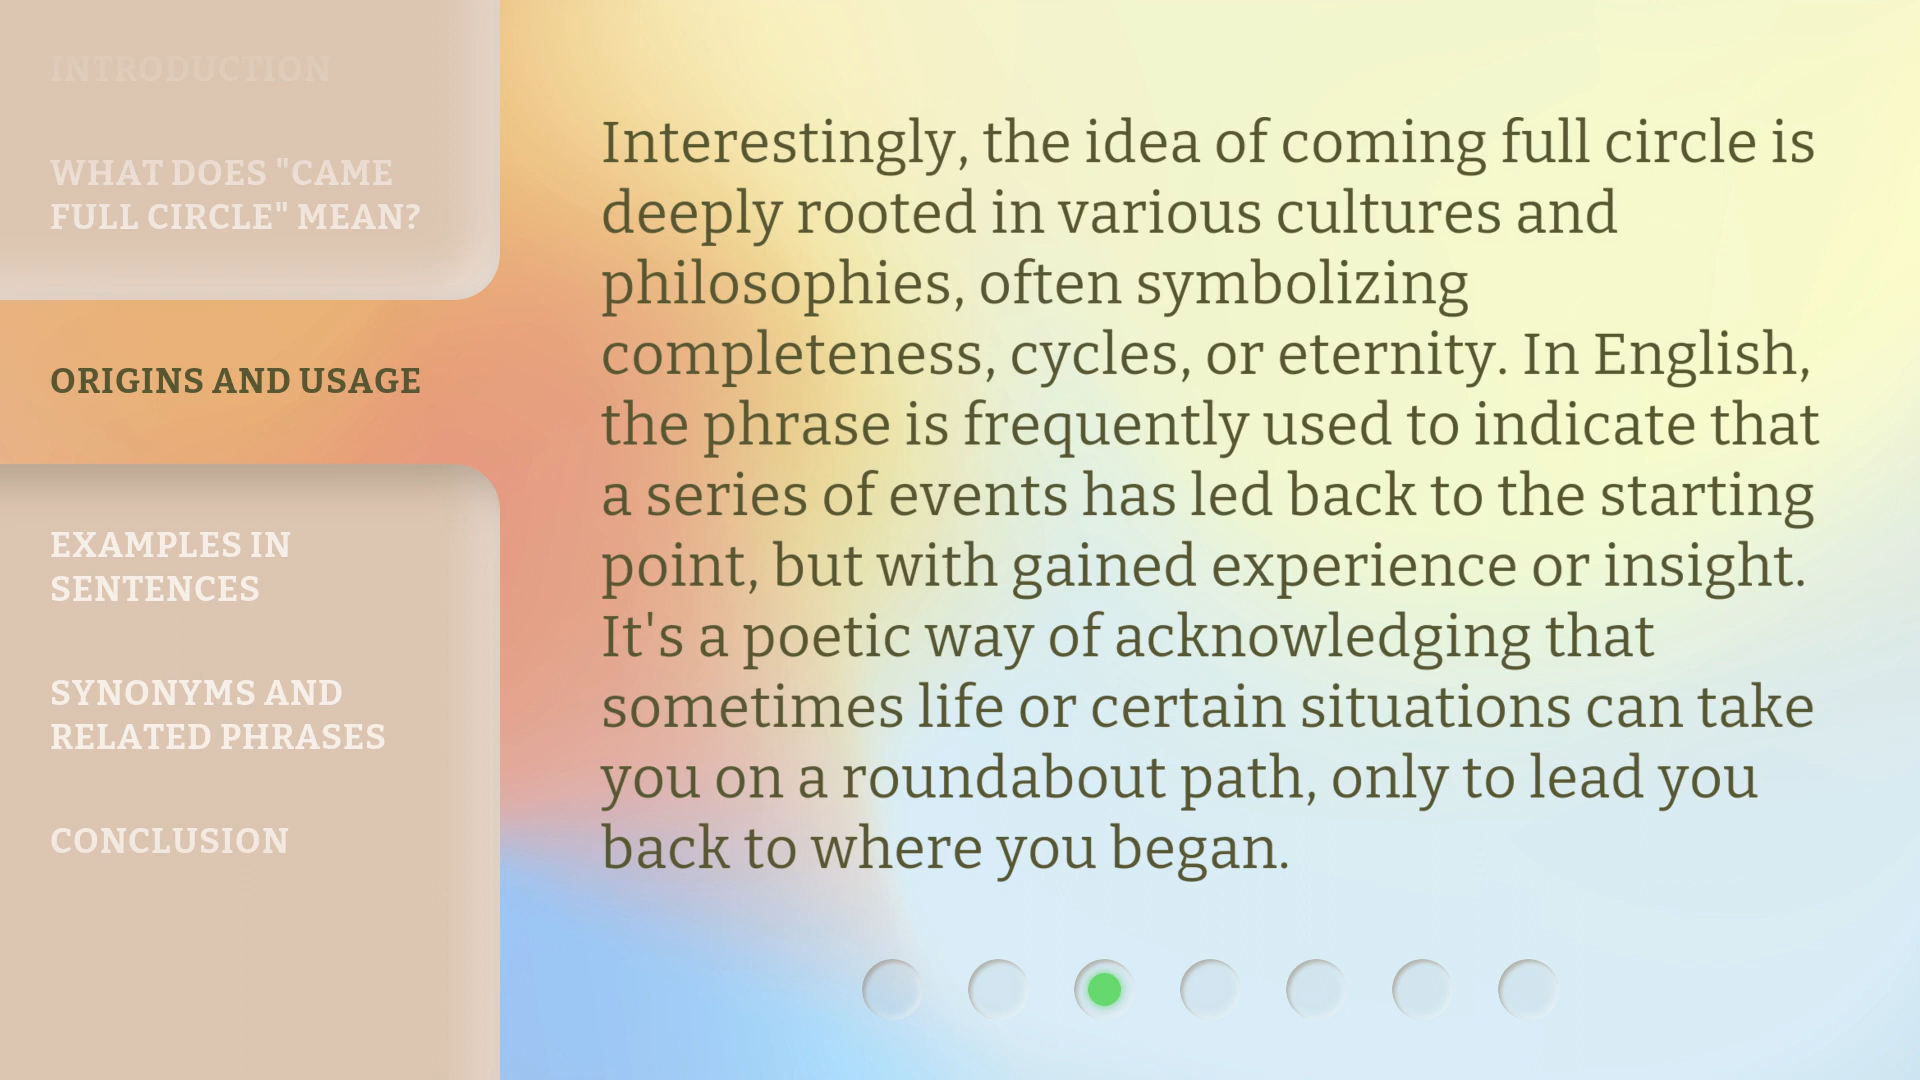 INTRODUCTION
WHAT DOES "CAME
FULL CIRCLE" MEAN?
ORIGINS AND USAGE
EXAMPLES IN
SENTENCES
SYNONYMS AND
RELATED PHRASES
CONCLUSION
Interestingly, the idea of coming full circle is
deeply rooted in various cultures and
philosophies, often symbolizing
completeness, cycles, or eternity. In English,
the phrase is frequently used to indicate that
a series of events has led back to the starting
point, but with gained experience or insight.
It's a poetic way of acknowledging that
sometimes life or certain situations can take
you on a roundabout path, only to lead you
back to where you began.